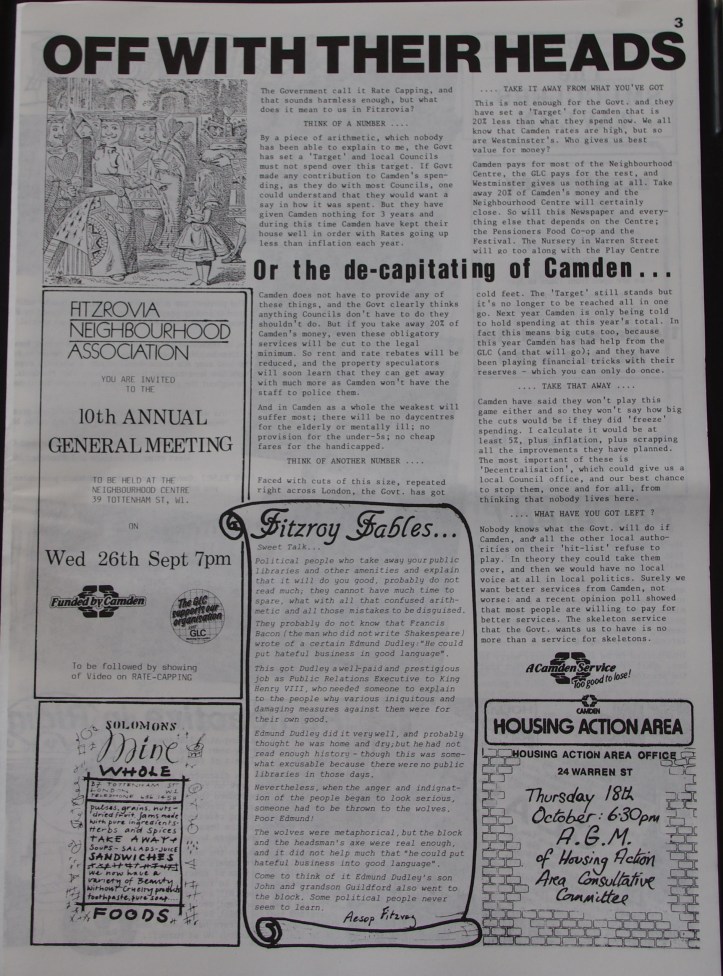 3
OFF WITH THEIR HEADS
The Government call it Rate Capping, and
that sounds harmless enough, but what
does it mean to us in Fitzrovia?
THINK OF A NUMBER ....
By a piece of arithmetic, which nobody
has been able to explain to me, the Govt
has set a 'Target' and local Councils
must not spend over this target. If Govt
made any contribution to Camden's spen-
ding, as they do with most Councils, one
could understand that they would want a
say in how it was spent. But they have
given Camden nothing for 3 years and
during this time Camden have kept their
house well in order with Rates going up
less than inflation each year.
.... TAKE IT AWAY FROM WHAT YOU'VE GOT
This is not enough for the Govt. and they
have set a 'Target' for Camden that is
20% less than what they spend now. We all
know that Camden rates are high, but so
are Westminster's. Who gives us best
value for money?
Camden pays for most of the Neighbourhood
Centre, the GLC pays for the rest, and
Westminster gives us nothing at all. Take
away 20% of Camden's money and the
Neighbourhood Centre will certainly
close. So will this Newspaper and every-
thing else that depends on the Centre;
the Pensioners Food Co-op and the
Festival. The Nursery in Warren Street
will go too along with the Play Centre
Or the de-capitating of Camden...
Camden does not have to provide any of
these things, and the Govt clearly thinks
anything Councils don't have to do they
shouldn't do. But if you take away 20% of
Camden's money, even these obligatory
services will be cut to the legal
minimum. So rent and rate rebates will be
reduced, and the property speculators
will soon learn that they can get away
with much more as Camden won't have the
staff to police them.
And in Camden as a whole the weakest will
suffer most; there will be no daycentres
for the elderly or mentally ill; no
provision for the under-5s; no cheap
fares for the handicapped.
THINK OF ANOTHER NUMBER ....
Faced with cuts of this size, repeated
right across London, the Govt. has got
cold feet. The 'Target' still stands but
it's no longer to be reached all in one
go. Next year Camden is only being told
to hold spending at this year's total. In
fact this means big cuts too, because
this year Camden has had help from the
GLC (and that will go); and they have
been playing financial tricks with their
reserves - which you can only do once.
.... TAKE THAT AWAY ....
Camden have said they won't play this
game either and so they won't say how big
the cuts would be if they did 'freeze'
spending. I calculate it would be at
least 5%, plus inflation, plus scrapping
all the improvements they have planned.
The most important of these is
'Decentralisation', which could give us a
local Council office, and our best chance
to stop them, once and for all, from
thinking that nobody lives here.
.... WHAT HAVE YOU GOT LEFT ?
Nobody knows what the Govt. will do if
Camden, and all the other local autho-
rities on their 'hit-list' refuse to
play. In theory they could take them
over, and then we would have no local
voice at all in local politics. Surely we
want better services from Camden, not
worse: and a recent opinion poll showed
that most people are willing to pay for
better services. The skeleton service
that the Govt. wants us to have is no
more than a service for skeletons.
FITZROVIA
NEIGHBOURHOOD
ASSOCIATION
YOU ARE INVITED
TO THE
10th ANNUAL
GENERAL MEETING
TO BE HELD AT THE
NEIGHBOURHOOD CENTRE
39 TOTTENHAM ST, W1.
ON
Wed 26th Sept 7pm
Funded by Camden
The GLC
supports our
organisation
GLC
To be followed by showing
of Video on RATE-CAPPING
SOLOMONS
Mine
WHOLE
TOTTENHAM ST
LONDON
pulses, grains, nuts-
dried fruit, jams made
with pure ingredients-
Herbs and Spices
TAKE AWAY+
SOUPS-SALADS-JUICE
SANDWICHES
we now have a
variety of Beauty
without Cruelty products
toothpaste, pure soap.
FOODS
Fitzroy Fables...
Sweet Talk...
Political people who take away your public
libraries and other amenities and explain
that it will do you good, probably do not
read much; they cannot have much time to
spare, what with all that confused arith-
metic and all those mistakes to be disguised.
They probably do not know that Francis
Bacon (the man who did not write Shakespeare)
wrote of a certain Edmund Dudley:"He could
put hateful business in good language".
This got Dudley a well-paid and prestigious
job as Public Relations Executive to King
Henry VIII, who needed someone to explain
to the people why various iniquitous and
damaging measures against them were for
their own good.
Edmund Dudley did it very well, and probably
thought he was home and dry, but he had not
read enough history - though this was some-
what excusable because there were no public
libraries in those days.
Nevertheless, when the anger and indignat-
ion of the people began to look serious,
someone had to be thrown to the wolves.
Poor Edmund!
The wolves were metaphorical, but the block
and the headsman's axe were real enough,
and it did not help much that "he could put
hateful business into good language".
Come to think of it Edmund Dudley's son
John and grandson Guildford also went to
the block. Some political people never
seem to learn.
Aesop Fitzroy
A Camden Service
Too good to lose!
CAMDEN
HOUSING ACTION AREA
HOUSING ACTION AREA OFFICE
24 WARREN ST
Thursday 18th
October: 6:30pm
A.G.M.
of Housing Action
Area Consultative
Committee